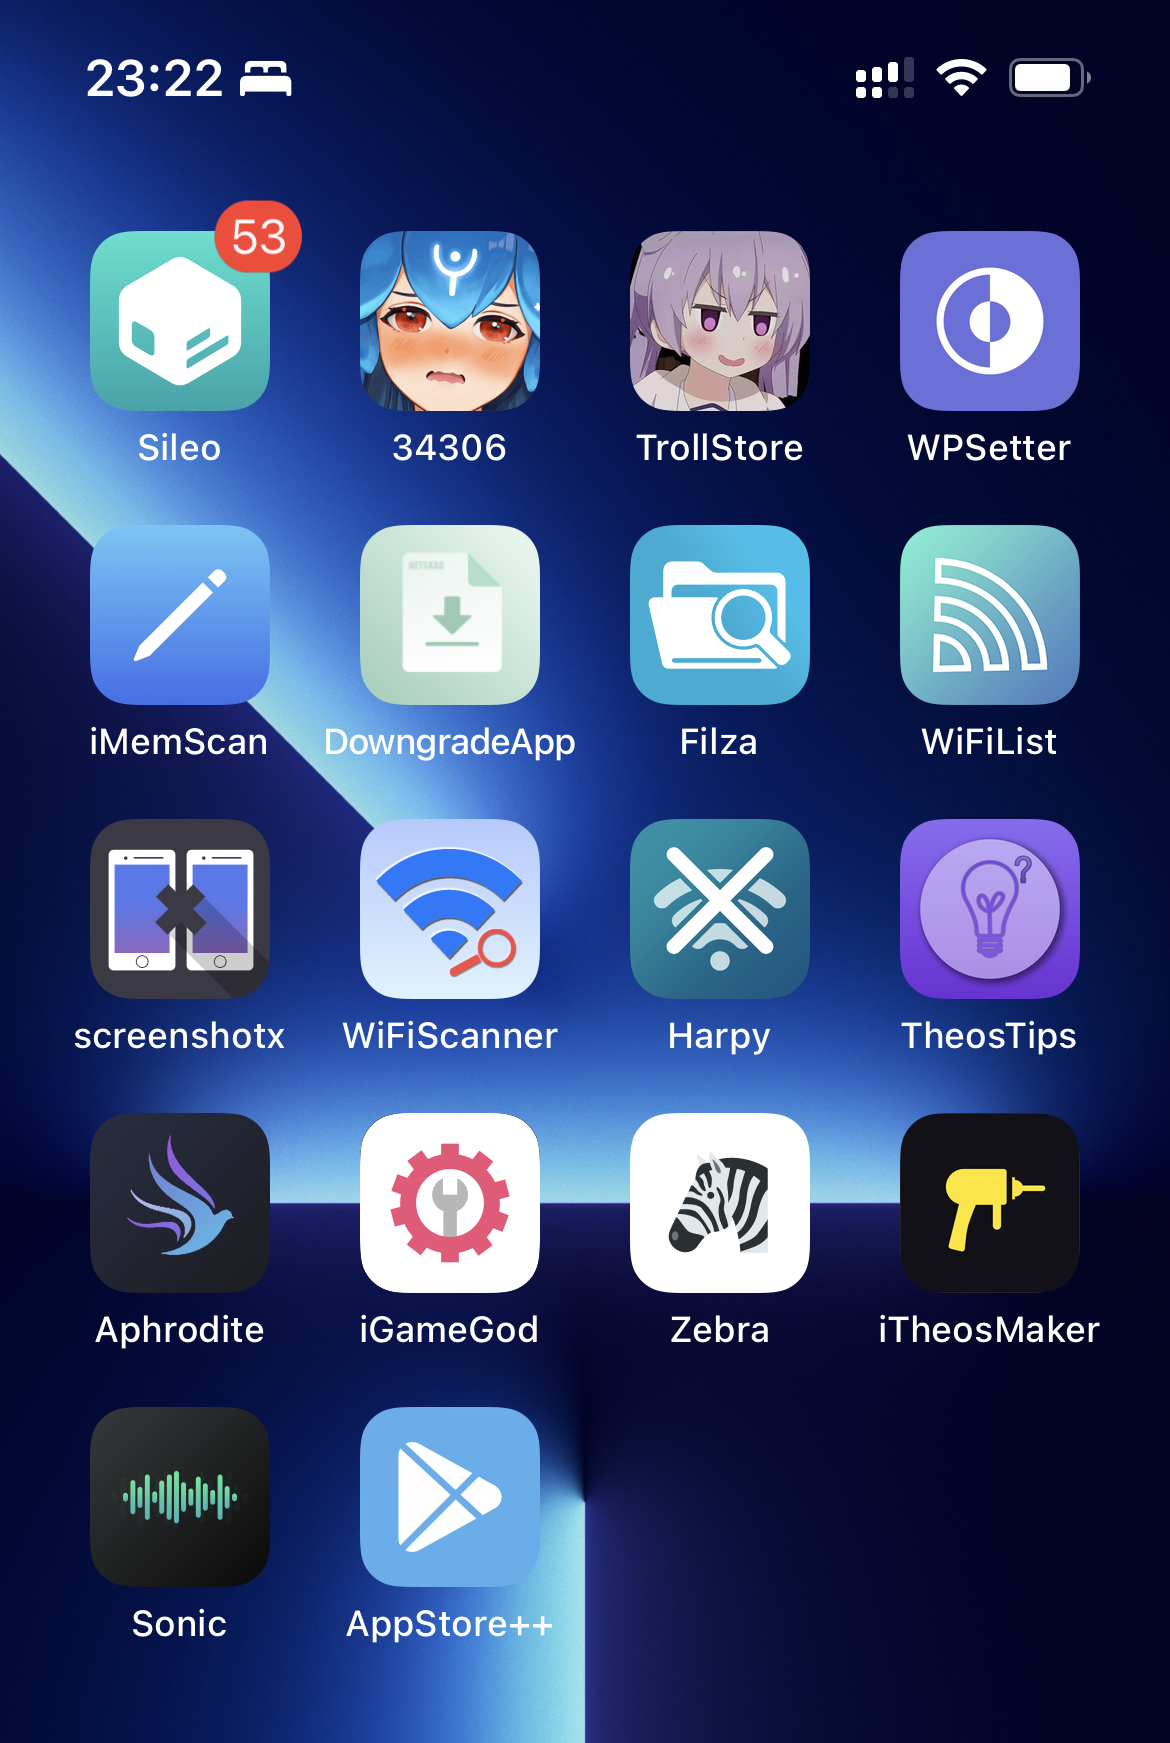 23:22
53
Sileo
34306
TrollStore
WPSetter
NETSKAO
iMemScan
DowngradeApp
Filza
WiFiList
?
screenshotx
WiFiScanner
Harpy
TheosTips
Aphrodite
iGameGod
Zebra
iTheosMaker
Sonic
AppStore++